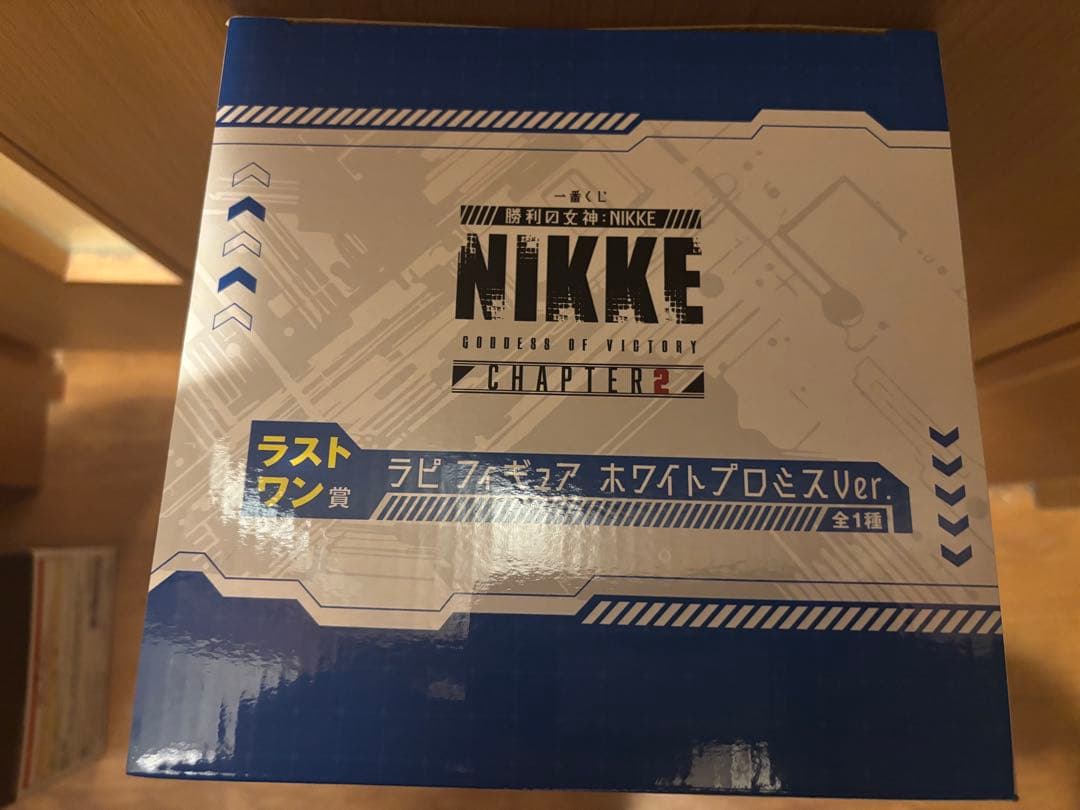 一番くじ
勝利の女神:NIKKE
NIKKE
GODDESS OF VICTORY
CHAPTER2
ラスト
ワン賞
ラピ フィギュア ホワイトプロミスVer.
全1種